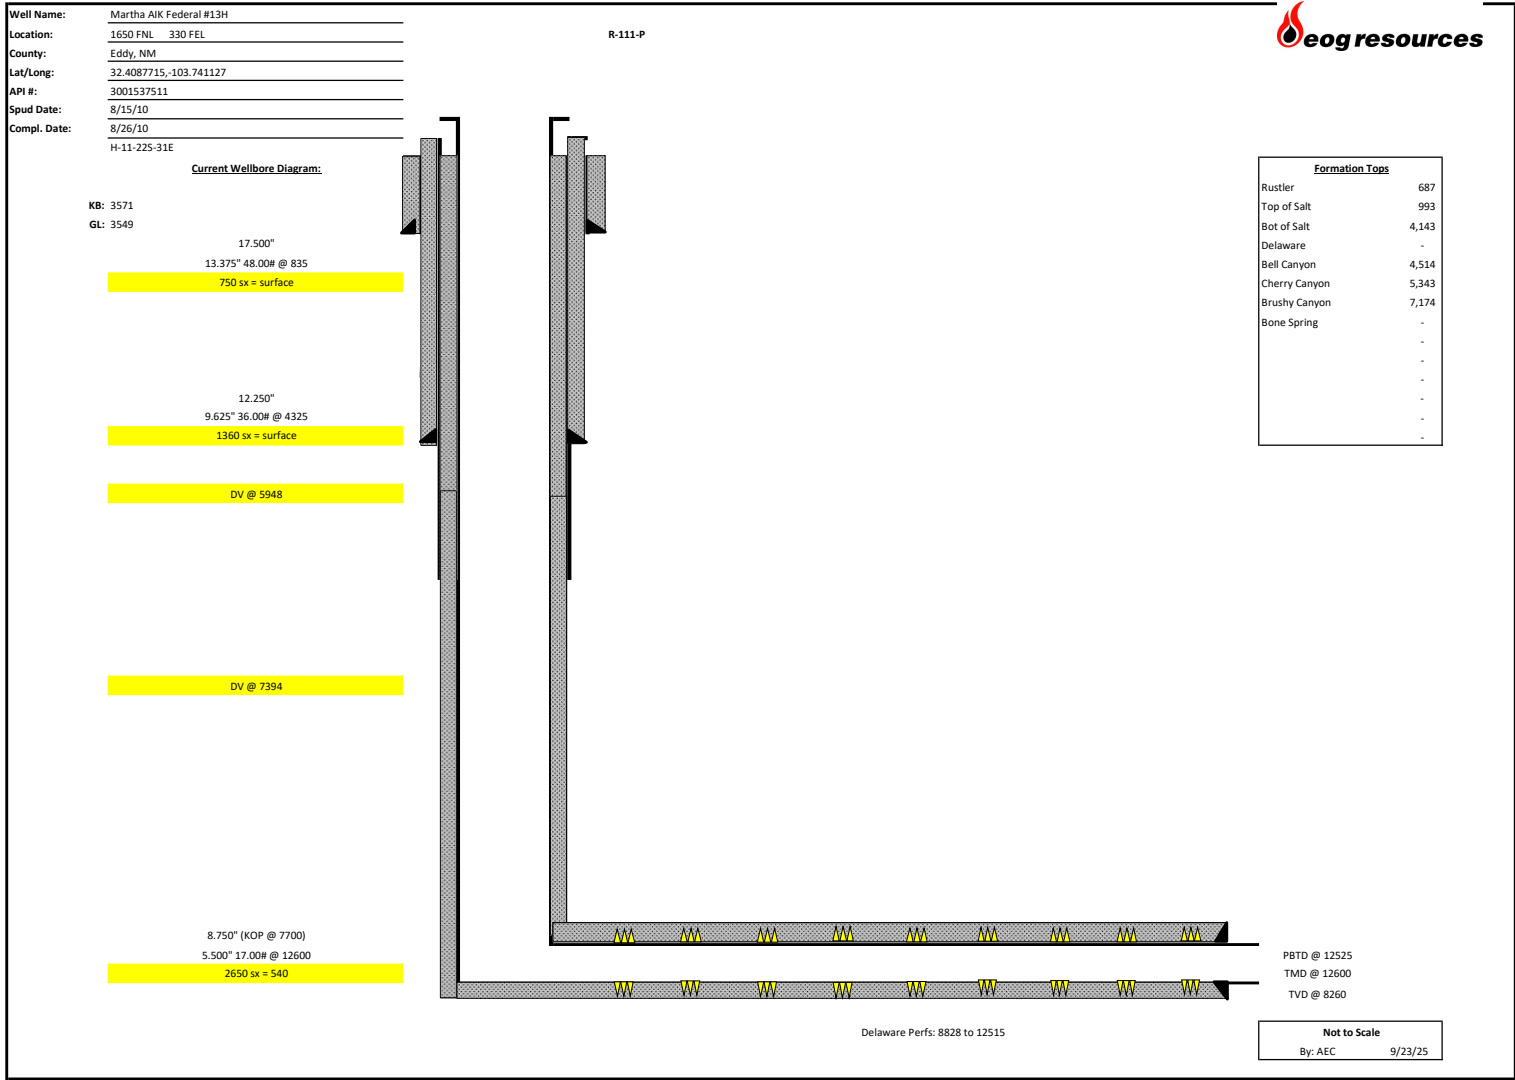 Well Name: Martha AIK Federal #13H
Location: 1650 FNL 330 FEL
R-111-P
eog resources
County: Eddy, NM
Lat/Long: 32.4087715,-103.741127
API #: 3001537511
Spud Date: 8/15/10
Compl. Date: 8/26/10
H-11-22S-31E
Current Wellbore Diagram:
KB: 3571
GL: 3549
17.500"
13.375" 48.00# @ 835
750 sx = surface
12.250"
9.625" 36.00# @ 4325
1360 sx = surface
DV @ 5948
DV @ 7394
8.750" (KOP @ 7700)
5.500" 17.00# @ 12600
2650 sx = 540
Formation Tops
Rustler 687
Top of Salt 993
Bot of Salt 4,143
Delaware -
Bell Canyon 4,514
Cherry Canyon 5,343
Brushy Canyon 7,174
Bone Spring -
-
-
-
-
-
-
PBTD @ 12525
TMD @ 12600
TVD @ 8260
Delaware Perfs: 8828 to 12515
Not to Scale
By: AEC 9/23/25